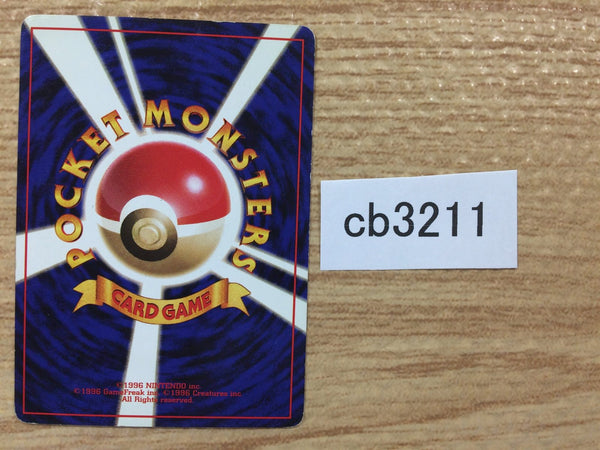 POCKET MONSTERS
CARD GAME
©1996 NINTENDO inc.
©1996 GameFreak inc. ©1996 Creatures inc.
All Rights reserved.
cb3211